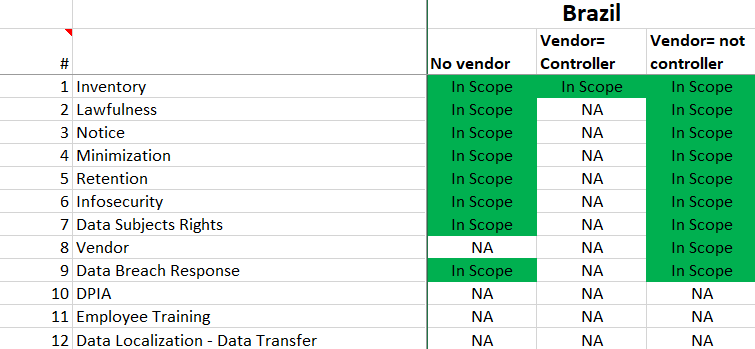 Brazil
Vendor= Vendor= not
# No vendor Controller controller
1 Inventory In Scope In Scope In Scope
2 Lawfulness In Scope NA In Scope
3 Notice In Scope NA In Scope
4 Minimization In Scope NA In Scope
5 Retention In Scope NA In Scope
6 Infosecurity In Scope NA In Scope
7 Data Subjects Rights In Scope NA In Scope
8 Vendor NA NA In Scope
9 Data Breach Response In Scope NA In Scope
10 DPIA NA NA NA
11 Employee Training NA NA NA
12 Data Localization - Data Transfer NA NA NA